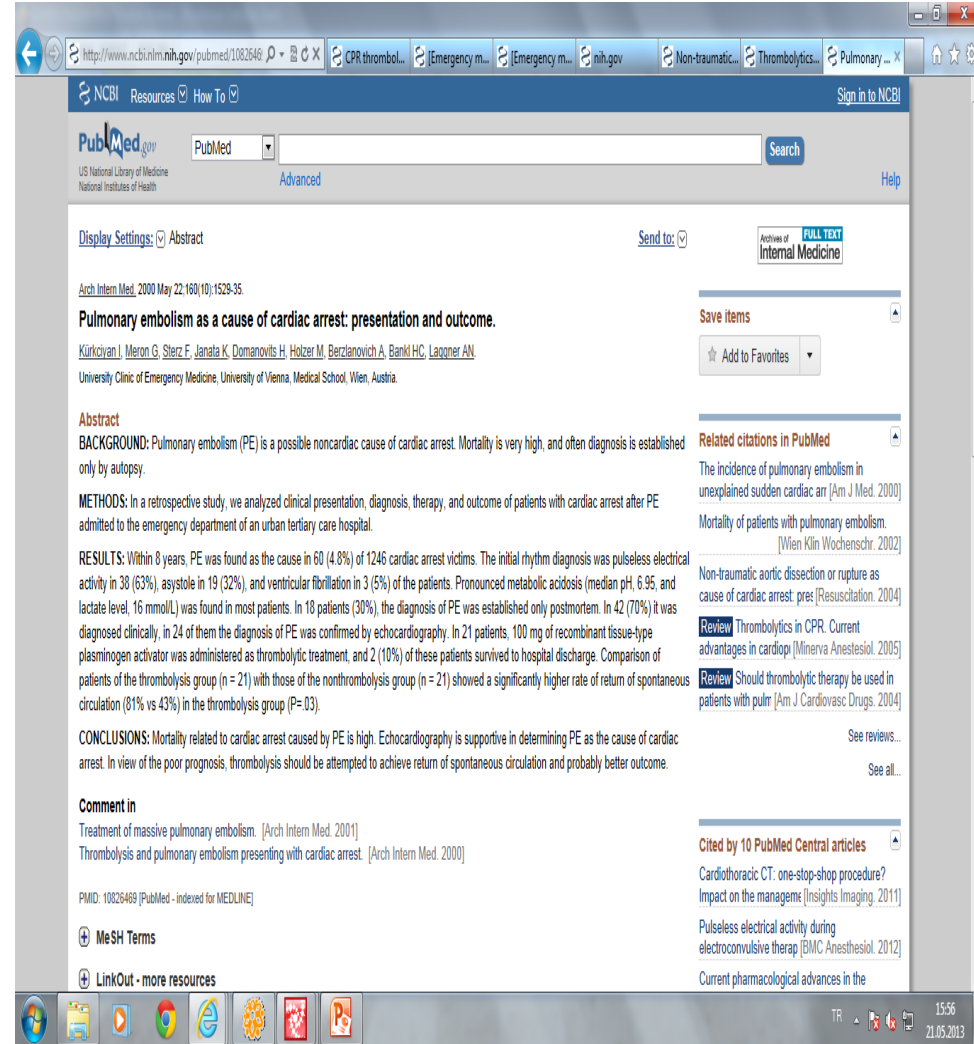 http://www.ncbi.nlm.nih.gov/pubmed/1082646
CPR thrombol...
[Emergency m...
[Emergency m...
nih.gov
Non-traumatic...
Thrombolytics...
Pulmonary ...
NCBI Resources How To
Sign in to NCBI
PubMed.gov
US National Library of Medicine
National Institutes of Health
PubMed
Search
Advanced
Help
Display Settings: Abstract
Send to:
Archives of Internal Medicine FULL TEXT
Arch Intern Med. 2000 May 22;160(10):1529-35.
Pulmonary embolism as a cause of cardiac arrest: presentation and outcome.
Kürkciyan I, Meron G, Sterz F, Janata K, Domanovits H, Holzer M, Berzlanovich A, Bankl HC, Laggner AN.
University Clinic of Emergency Medicine, University of Vienna, Medical School, Wien, Austria.
Abstract
BACKGROUND: Pulmonary embolism (PE) is a possible noncardiac cause of cardiac arrest. Mortality is very high, and often diagnosis is established
only by autopsy.
METHODS: In a retrospective study, we analyzed clinical presentation, diagnosis, therapy, and outcome of patients with cardiac arrest after PE
admitted to the emergency department of an urban tertiary care hospital.
RESULTS: Within 8 years, PE was found as the cause in 60 (4.8%) of 1246 cardiac arrest victims. The initial rhythm diagnosis was pulseless electrical
activity in 38 (63%), asystole in 19 (32%), and ventricular fibrillation in 3 (5%) of the patients. Pronounced metabolic acidosis (median pH, 6.95, and
lactate level, 16 mmol/L) was found in most patients. In 18 patients (30%), the diagnosis of PE was established only postmortem. In 42 (70%) it was
diagnosed clinically, in 24 of them the diagnosis of PE was confirmed by echocardiography. In 21 patients, 100 mg of recombinant tissue-type
plasminogen activator was administered as thrombolytic treatment, and 2 (10%) of these patients survived to hospital discharge. Comparison of
patients of the thrombolysis group (n = 21) with those of the nonthrombolysis group (n = 21) showed a significantly higher rate of return of spontaneous
circulation (81% vs 43%) in the thrombolysis group (P=.03).
CONCLUSIONS: Mortality related to cardiac arrest caused by PE is high. Echocardiography is supportive in determining PE as the cause of cardiac
arrest. In view of the poor prognosis, thrombolysis should be attempted to achieve return of spontaneous circulation and probably better outcome.
Comment in
Treatment of massive pulmonary embolism. [Arch Intern Med. 2001]
Thrombolysis and pulmonary embolism presenting with cardiac arrest. [Arch Intern Med. 2000]
PMID: 10826469 [PubMed - indexed for MEDLINE]
MeSH Terms
LinkOut - more resources
Save items
Add to Favorites
Related citations in PubMed
The incidence of pulmonary embolism in
unexplained sudden cardiac arr [Am J Med. 2000]
Mortality of patients with pulmonary embolism.
[Wien Klin Wochenschr. 2002]
Non-traumatic aortic dissection or rupture as
cause of cardiac arrest: pres [Resuscitation. 2004]
Review Thrombolytics in CPR. Current
advantages in cardiopu [Minerva Anestesiol. 2005]
Review Should thrombolytic therapy be used in
patients with pulm [Am J Cardiovasc Drugs. 2004]
See reviews...
See all...
Cited by 10 PubMed Central articles
Cardiothoracic CT: one-stop-shop procedure?
Impact on the manageme [Insights Imaging. 2011]
Pulseless electrical activity during
electroconvulsive therap [BMC Anesthesiol. 2012]
Current pharmacological advances in the
TR
15:56
21.05.2013